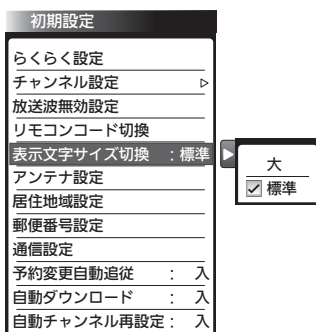 初期設定
らくらく設定
チャンネル設定
放送波無効設定
リモコンコード切換
表示文字サイズ切換 : 標準
大
標準
アンテナ設定
居住地域設定
郵便番号設定
通信設定
予約変更自動追従 : 入
自動ダウンロード : 入
自動チャンネル再設定 : 入